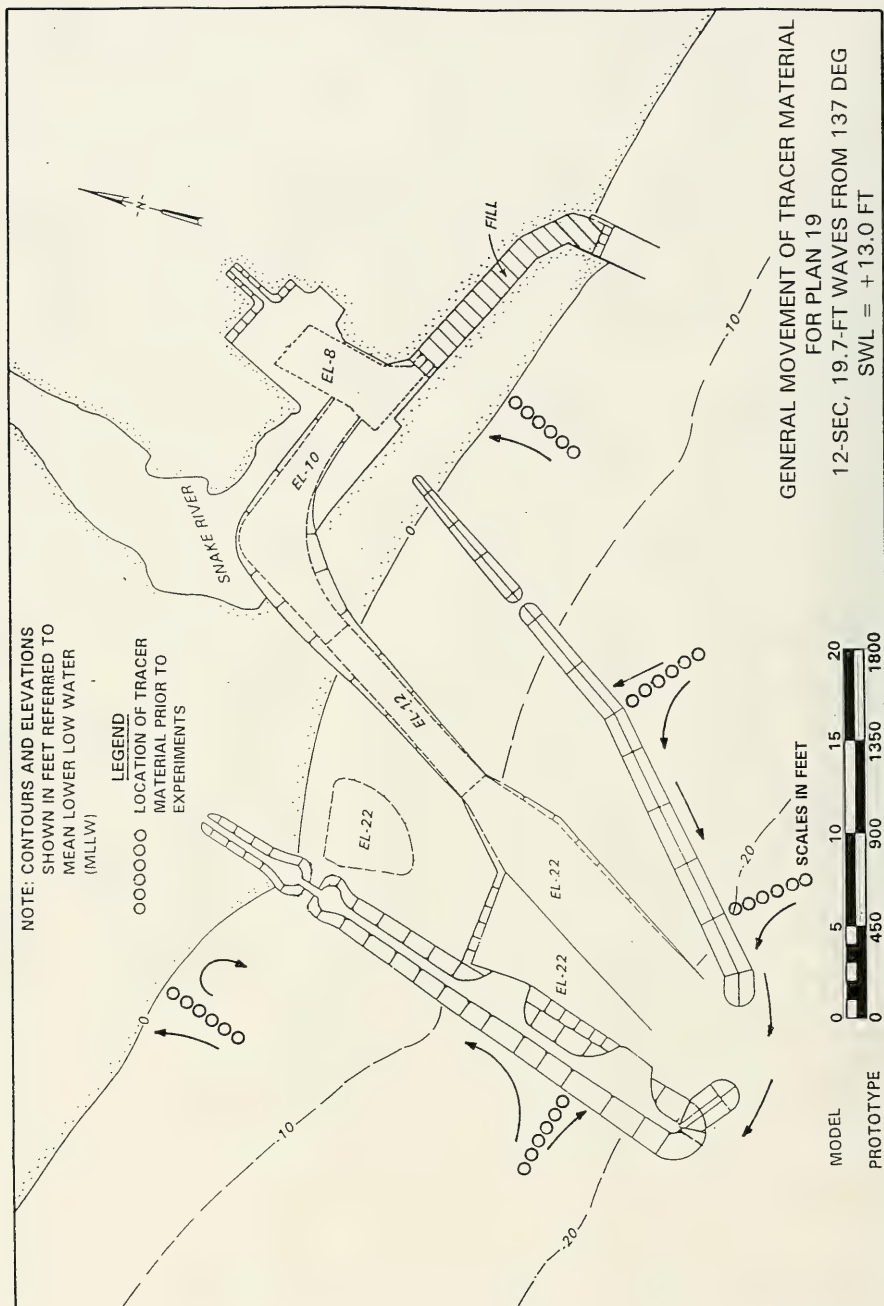 NOTE: CONTOURS AND ELEVATIONS
SHOWN IN FEET REFERRED TO
MEAN LOWER LOW WATER
(MLLW)
LEGEND
OOOOOO LOCATION OF TRACER
MATERIAL PRIOR TO
EXPERIMENTS
SNAKE RIVER
-N-
EL-8
EL-10
FILL
0
EL-12
EL-22
0
EL-22
EL-22
-10
-10
-20
-20
GENERAL MOVEMENT OF TRACER MATERIAL
FOR PLAN 19
12-SEC, 19.7-FT WAVES FROM 137 DEG
SWL = +13.0 FT
SCALES IN FEET
MODEL 0 5 10 15 20
PROTOTYPE 0 450 900 1350 1800